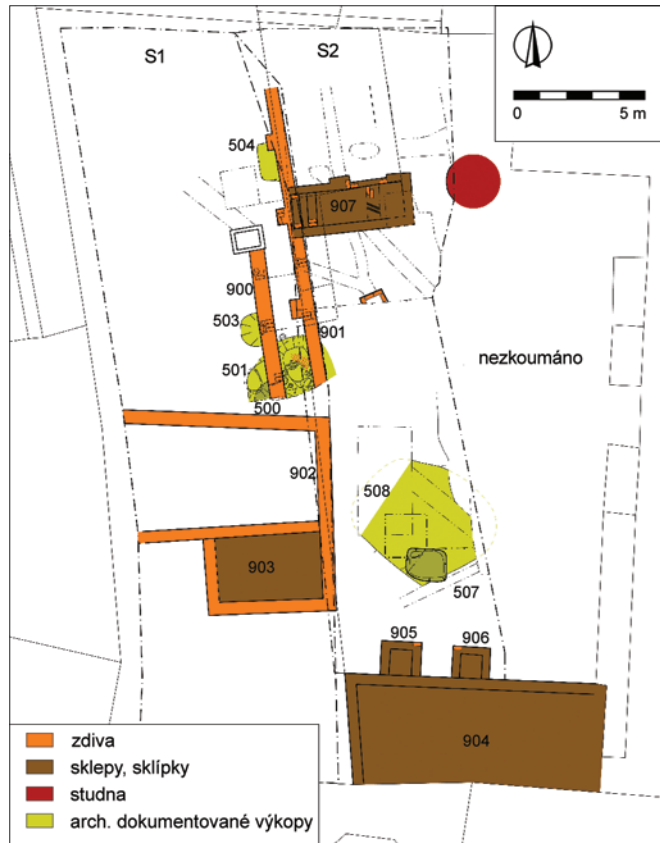 S1
S2
0
5 m
504
907
900
503
901
nezkoumáno
501
500
902
508
903
507
905
906
904
zdiva
sklepy, sklípky
studna
arch. dokumentované výkopy